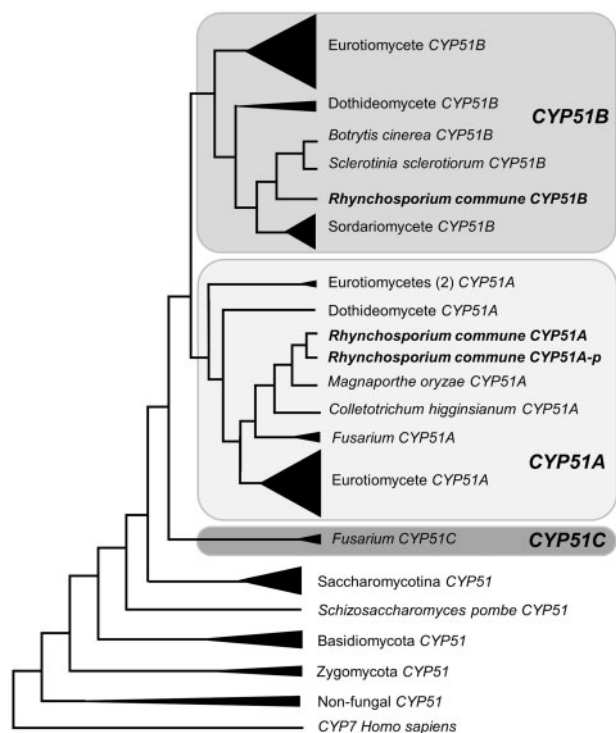 Eurotiomycete CYP51B
Dothideomycete CYP51B
CYP51B
Botrytis cinerea CYP51B
Sclerotinia sclerotiorum CYP51B
Rhynchosporium commune CYP51B
Sordariomycete CYP51B
Eurotiomycetes (2) CYP51A
Dothideomycete CYP51A
Rhynchosporium commune CYP51A
Rhynchosporium commune CYP51A-p
Magnaporthe oryzae CYP51A
Colletotrichum higginsianum CYP51A
Fusarium CYP51A
CYP51A
Eurotiomycete CYP51A
Fusarium CYP51C
CYP51C
Saccharomycotina CYP51
Schizosaccharomyces pombe CYP51
Basidiomycota CYP51
Zygomycota CYP51
Non-fungal CYP51
CYP7 Homo sapiens